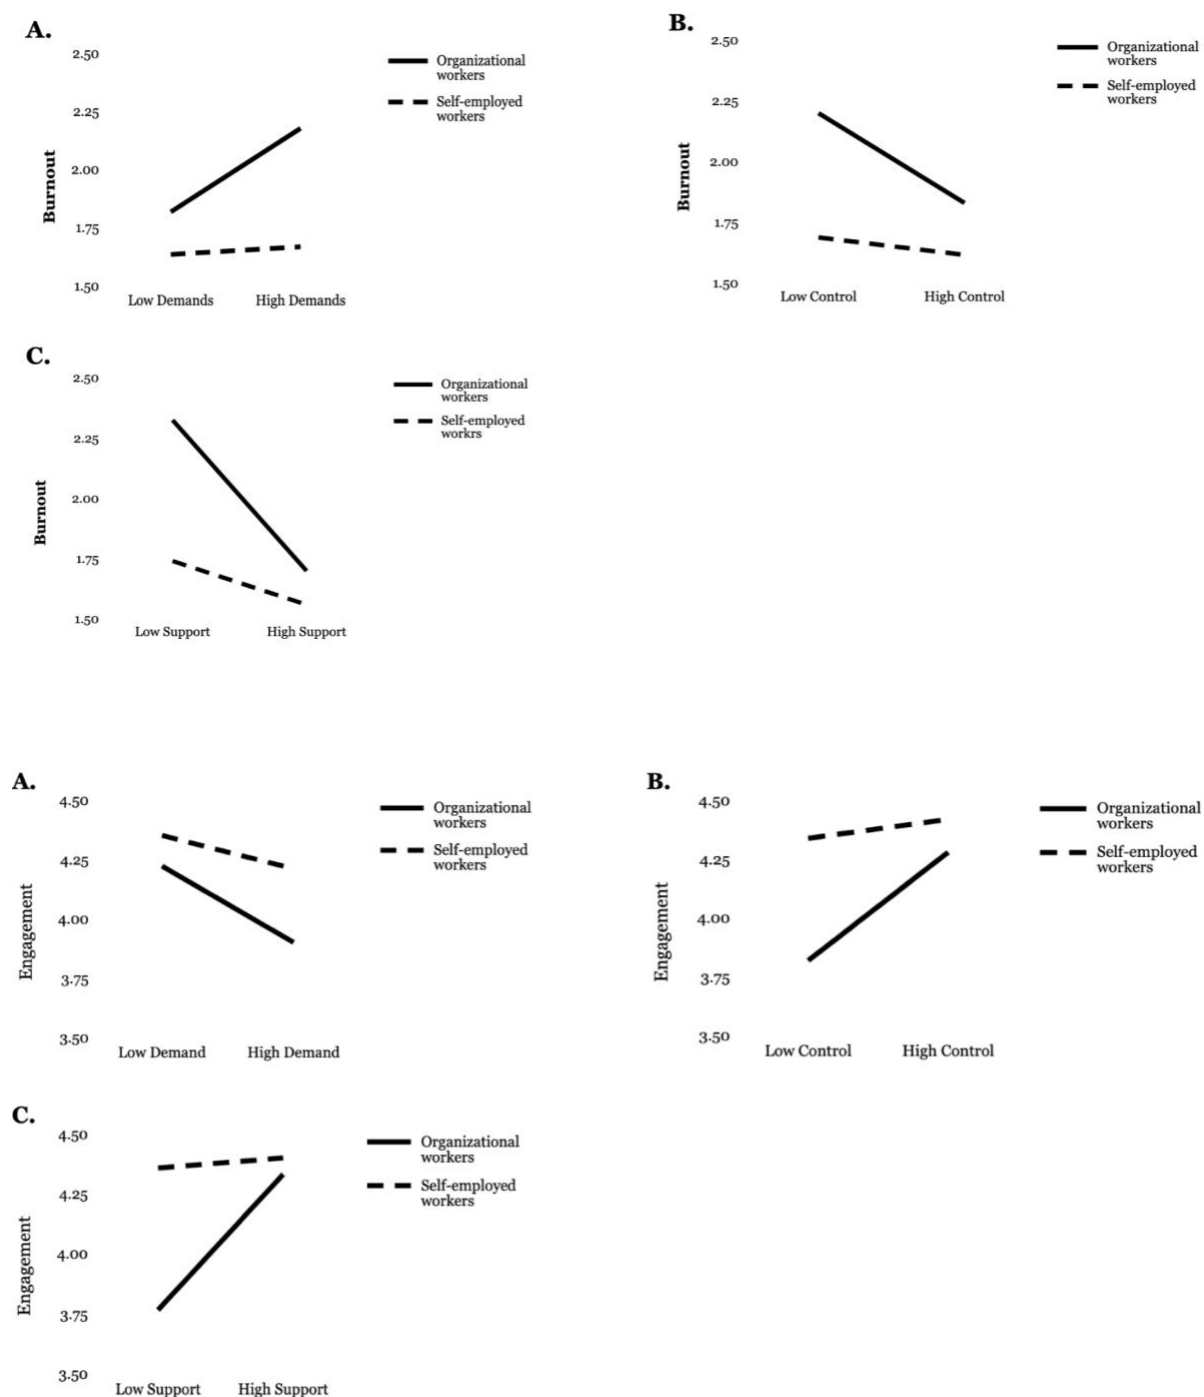 A.
2.50
2.25
2.00
1.75
1.50
Burnout
Low Demands
High Demands
Organizational
workers
Self-employed
workers
B.
2.50
2.25
2.00
1.75
1.50
Burnout
Low Control
High Control
Organizational
workers
Self-employed
workers
C.
2.50
2.25
2.00
1.75
1.50
Burnout
Low Support
High Support
Organizational
workers
Self-employed
workrs
A.
4.50
4.25
4.00
3.75
3.50
Engagement
Low Demand
High Demand
Organizational
workers
Self-employed
workers
B.
4.50
4.25
4.00
3.75
3.50
Engagement
Low Control
High Control
Organizational
workers
Self-employed
workers
C.
4.50
4.25
4.00
3.75
3.50
Engagement
Low Support
High Support
Organizational
workers
Self-employed
workers